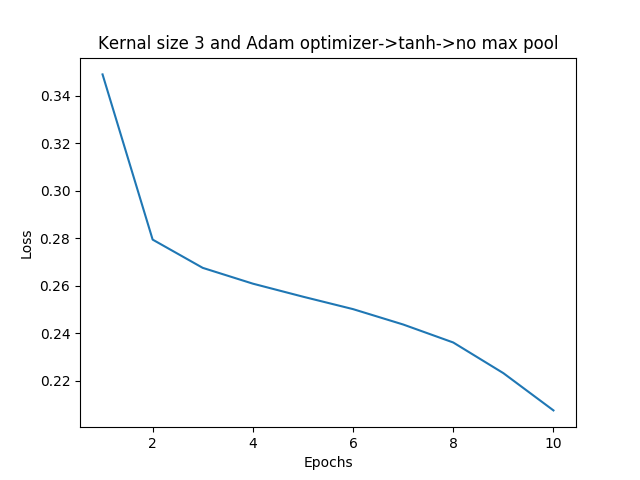 Kernal size 3 and Adam optimizer->tanh->no max pool
0.34
0.32
0.30
0.28
0.26
0.24
0.22
Loss
2 4 6 8 10
Epochs